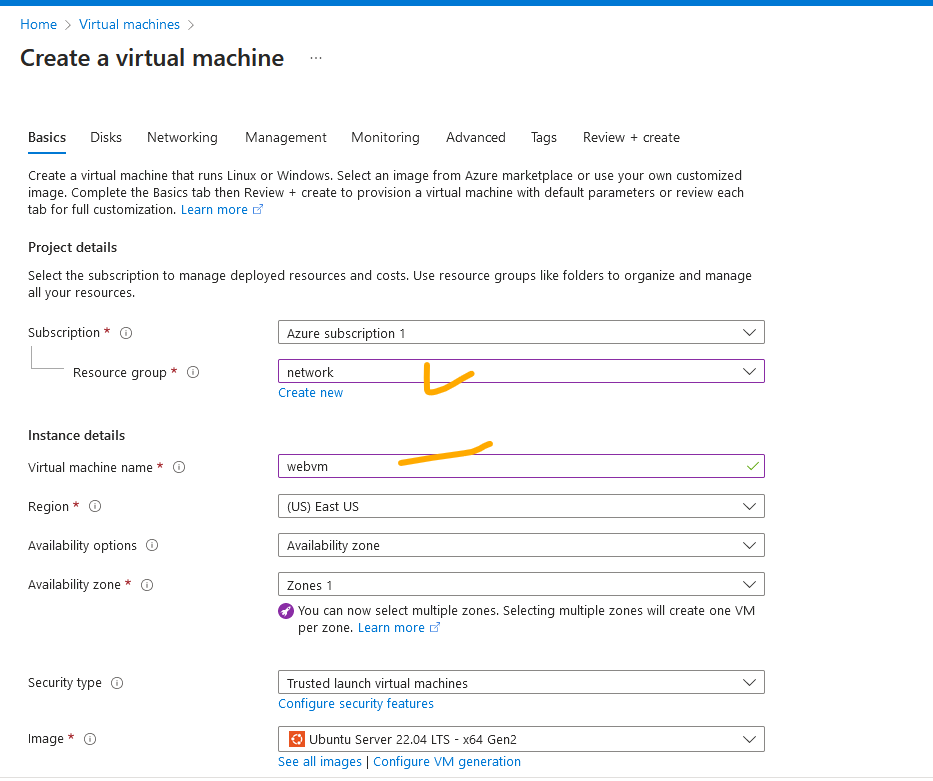 Home > Virtual machines >
Create a virtual machine ...
Basics Disks Networking Management Monitoring Advanced Tags Review + create
Create a virtual machine that runs Linux or Windows. Select an image from Azure marketplace or use your own customized
image. Complete the Basics tab then Review + create to provision a virtual machine with default parameters or review each
tab for full customization. Learn more
Project details
Select the subscription to manage deployed resources and costs. Use resource groups like folders to organize and manage
all your resources.
Subscription * Azure subscription 1
Resource group * network
Create new
Instance details
Virtual machine name * webvm
Region * (US) East US
Availability options Availability zone
Availability zone * Zones 1
You can now select multiple zones. Selecting multiple zones will create one VM
per zone. Learn more
Security type Trusted launch virtual machines
Configure security features
Image * Ubuntu Server 22.04 LTS - x64 Gen2
See all images | Configure VM generation